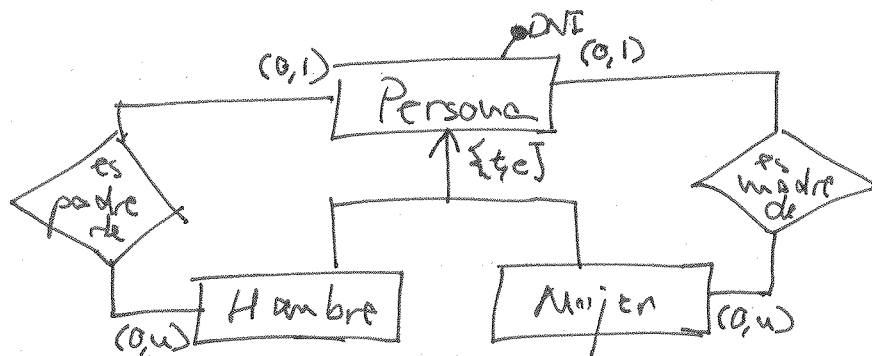 DNI
(0,1) (0,1)
Persona
{t,e}
es
padre
de
es
madre
de
Hombre
Mujer
(0,n)
(0,n)